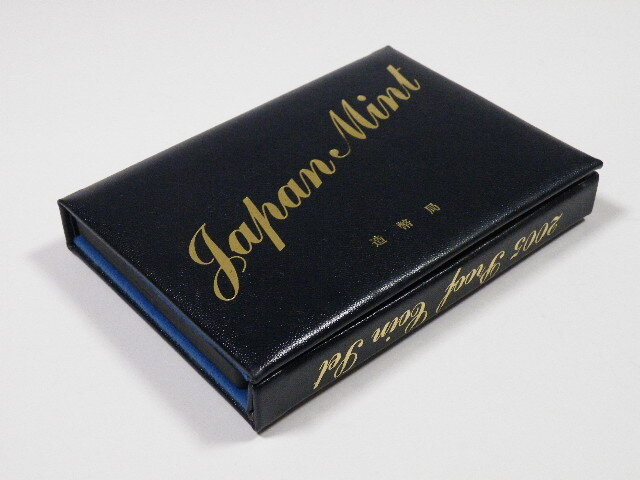 Japan Mint
造幣局
2005 Proof Coin Set